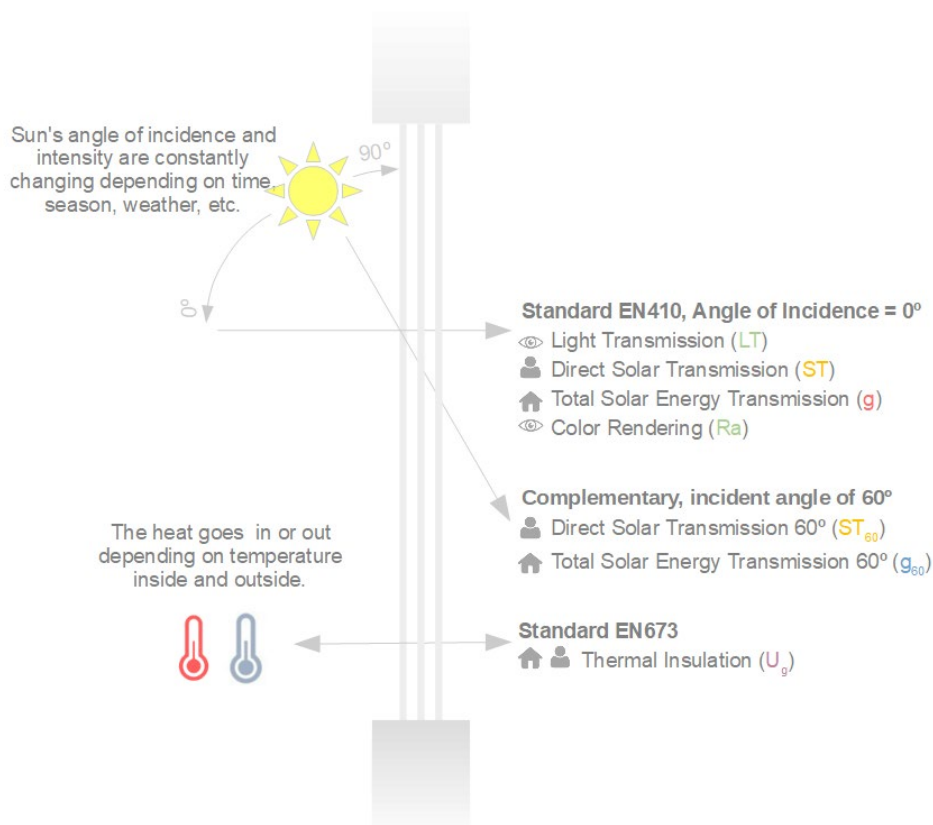 Sun's angle of incidence and
intensity are constantly
changing depending on time,
season, weather, etc.
90º
0º
Standard EN410, Angle of Incidence = 0º
Light Transmission (LT)
Direct Solar Transmission (ST)
Total Solar Energy Transmission (g)
Color Rendering (Ra)
Complementary, incident angle of 60º
Direct Solar Transmission 60º (ST60)
Total Solar Energy Transmission 60º (g60)
The heat goes in or out
depending on temperature
inside and outside.
Standard EN673
Thermal Insulation (Ug)